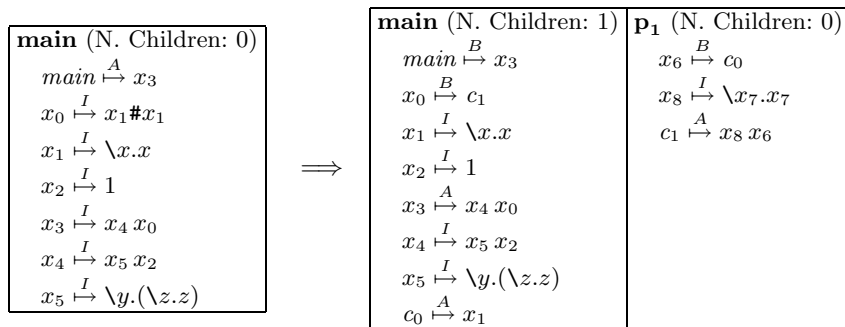 main (N. Children: 0)
main A↦ x₃
x₀ I↦ x₁#x₁
x₁ I↦ \x.x
x₂ I↦ 1
x₃ I↦ x₄ x₀
x₄ I↦ x₅ x₂
x₅ I↦ \y.(\z.z)
⟹
main (N. Children: 1)
main B↦ x₃
x₀ B↦ c₁
x₁ I↦ \x.x
x₂ I↦ 1
x₃ A↦ x₄ x₀
x₄ I↦ x₅ x₂
x₅ I↦ \y.(\z.z)
c₀ A↦ x₁
p₁ (N. Children: 0)
x₆ B↦ c₀
x₈ I↦ \x₇.x₇
c₁ A↦ x₈ x₆